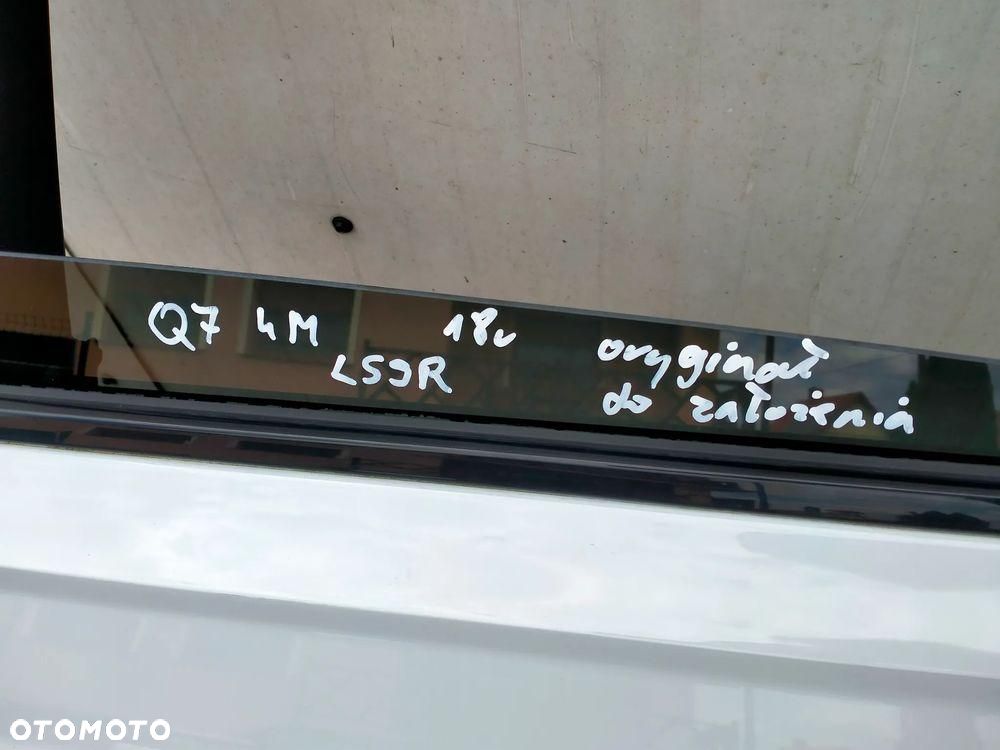 Q7 4M 18r oryginał
LS9R do założenia
OTOMOTO